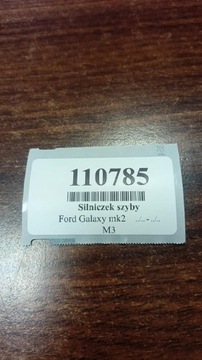 110785
Silniczek szyby
Ford Galaxy mk2 ../... - ../...
M3